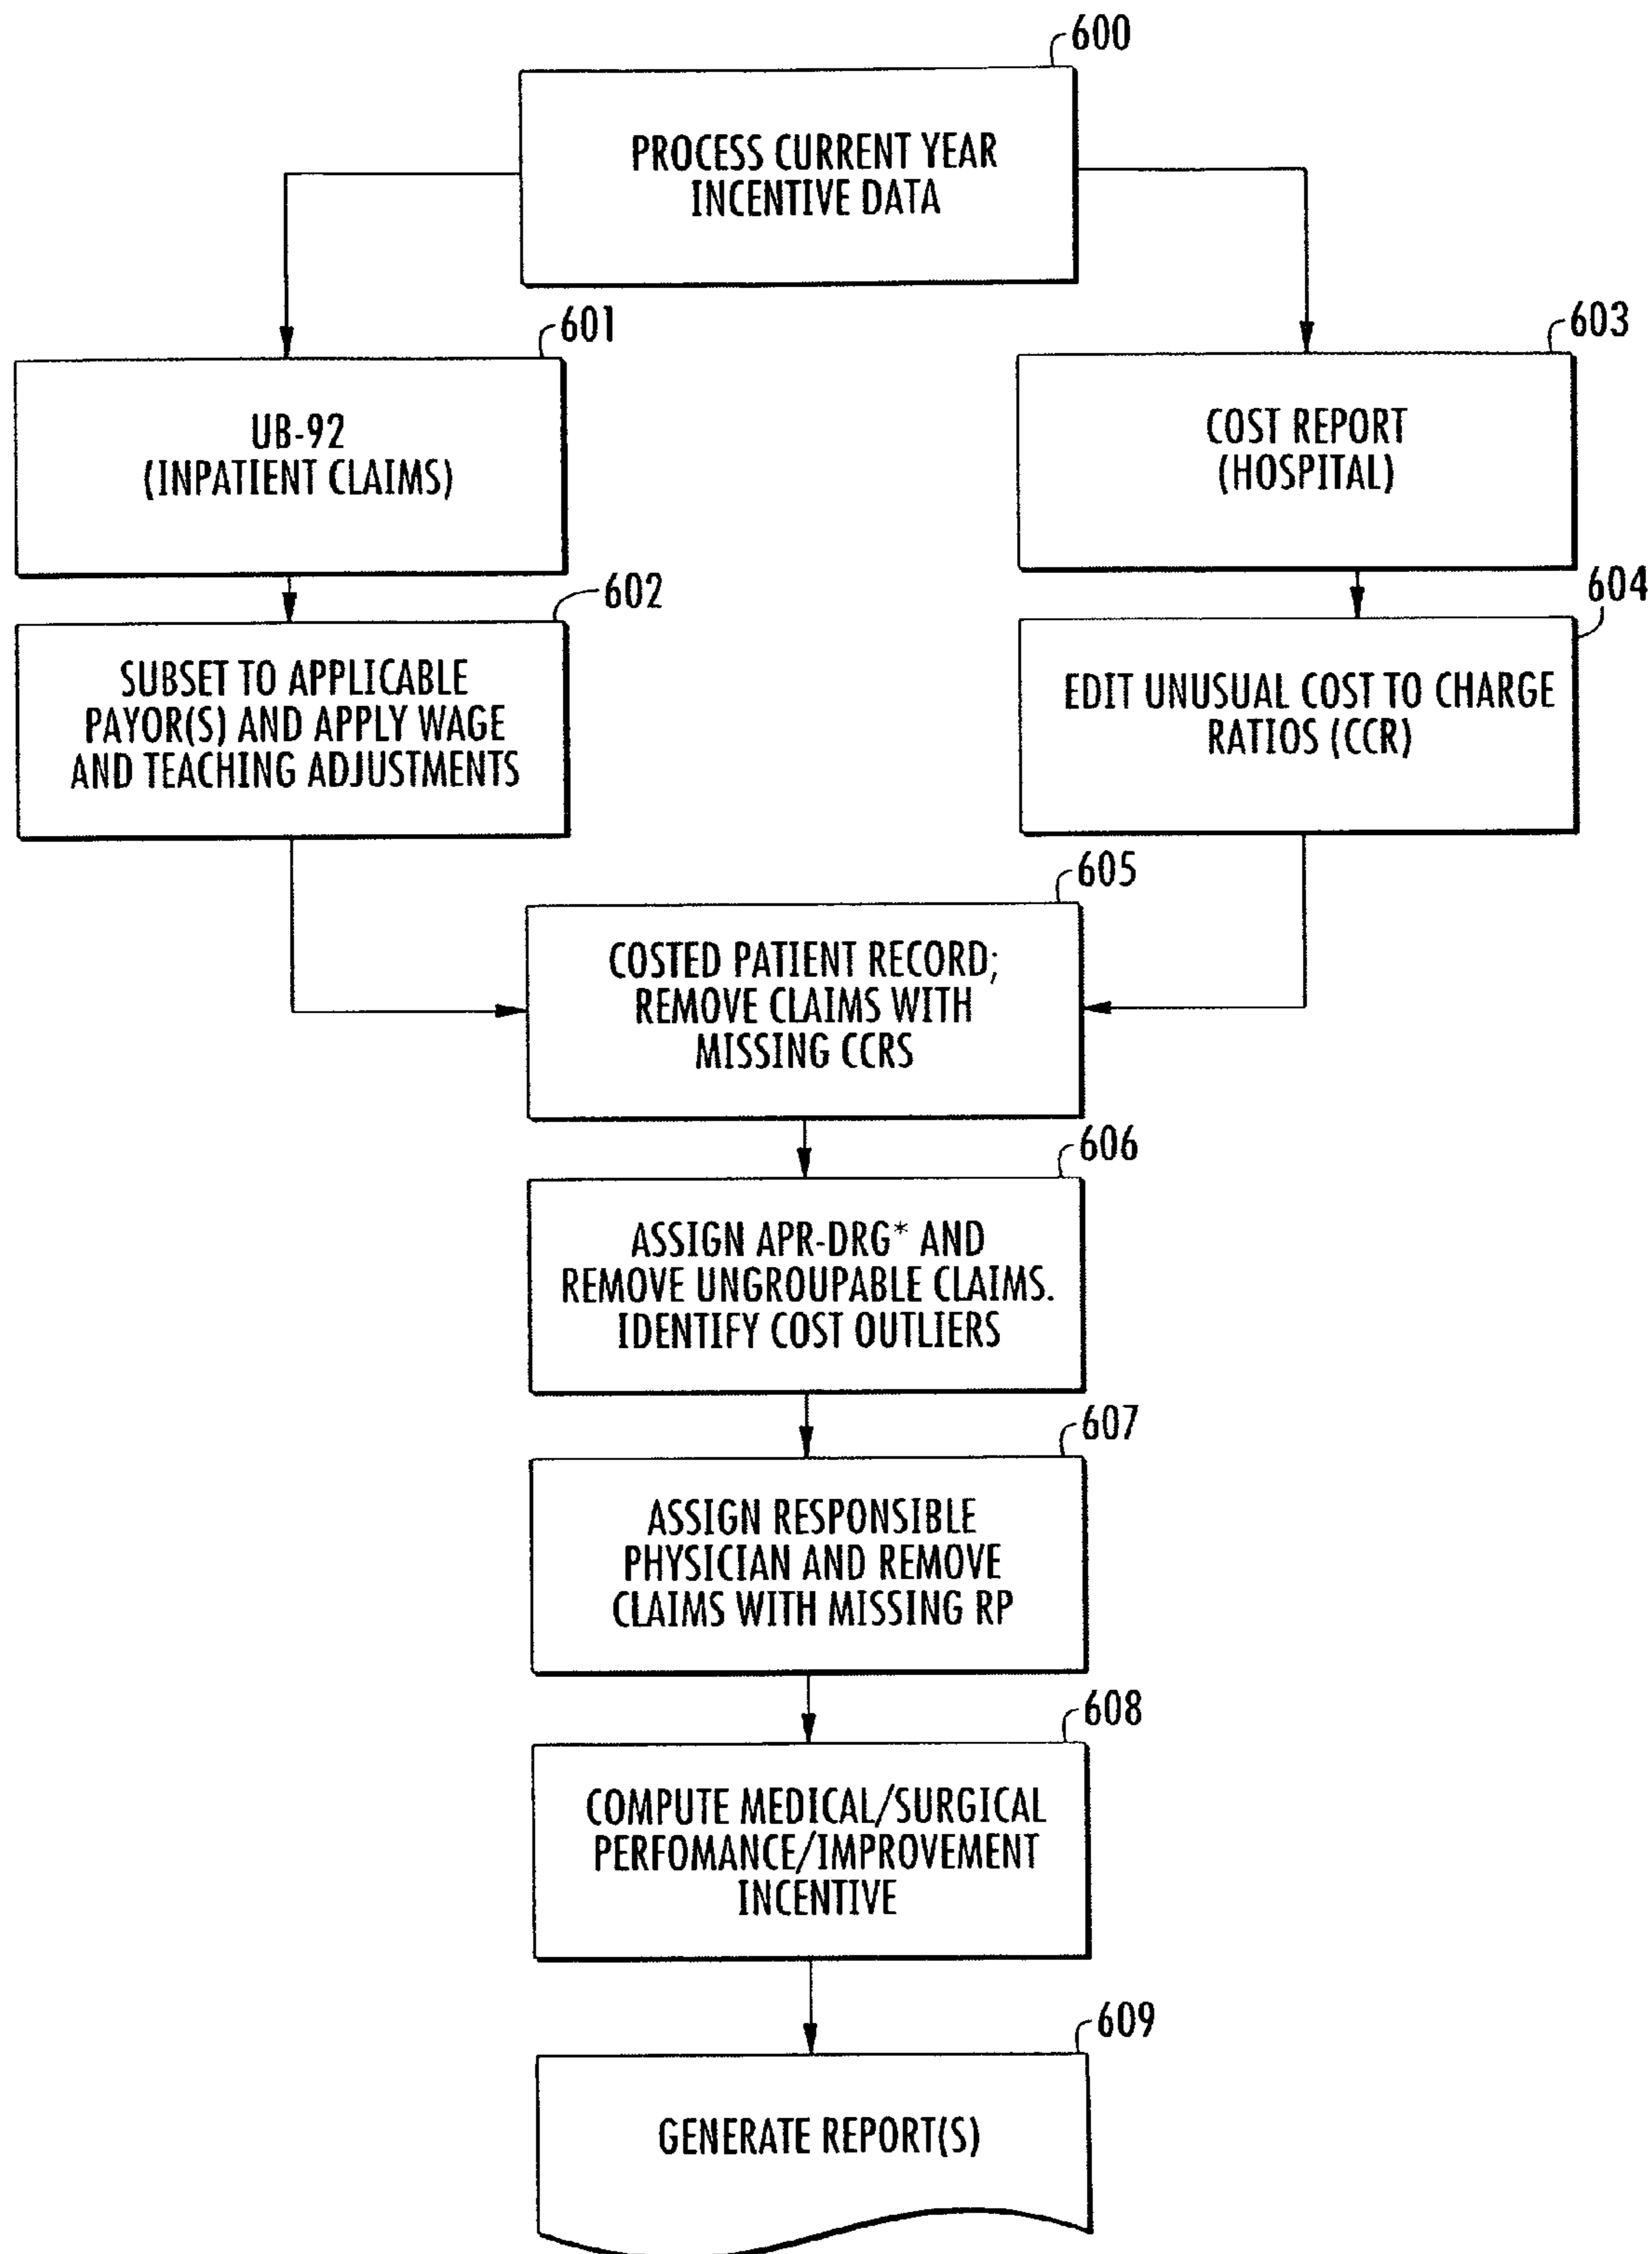 600
PROCESS CURRENT YEAR
INCENTIVE DATA
601
UB-92
(INPATIENT CLAIMS)
603
COST REPORT
(HOSPITAL)
602
SUBSET TO APPLICABLE
PAYOR(S) AND APPLY WAGE
AND TEACHING ADJUSTMENTS
604
EDIT UNUSUAL COST TO CHARGE
RATIOS (CCR)
605
COSTED PATIENT RECORD;
REMOVE CLAIMS WITH
MISSING CCRS
606
ASSIGN APR-DRG* AND
REMOVE UNGROUPABLE CLAIMS.
IDENTIFY COST OUTLIERS
607
ASSIGN RESPONSIBLE
PHYSICIAN AND REMOVE
CLAIMS WITH MISSING RP
608
COMPUTE MEDICAL/SURGICAL
PERFOMANCE/IMPROVEMENT
INCENTIVE
609
GENERATE REPORT(S)